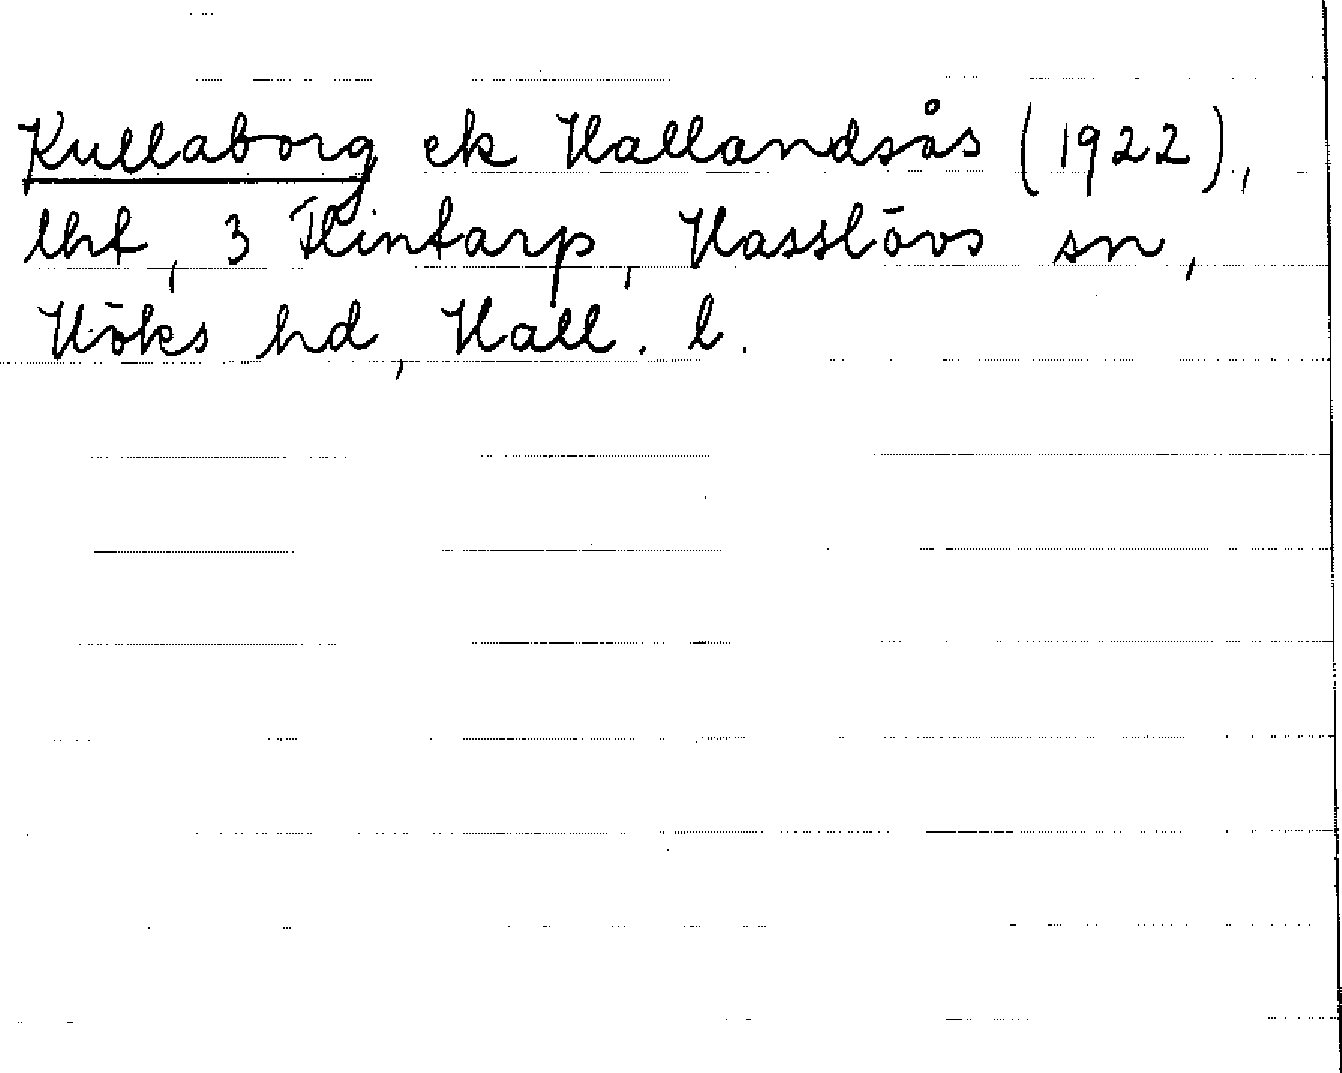 Kullaborg ek Hallandsås (1922).,
lht, 3 Flintarp, Hasslövs sn,
Höks hd, Hall. l.